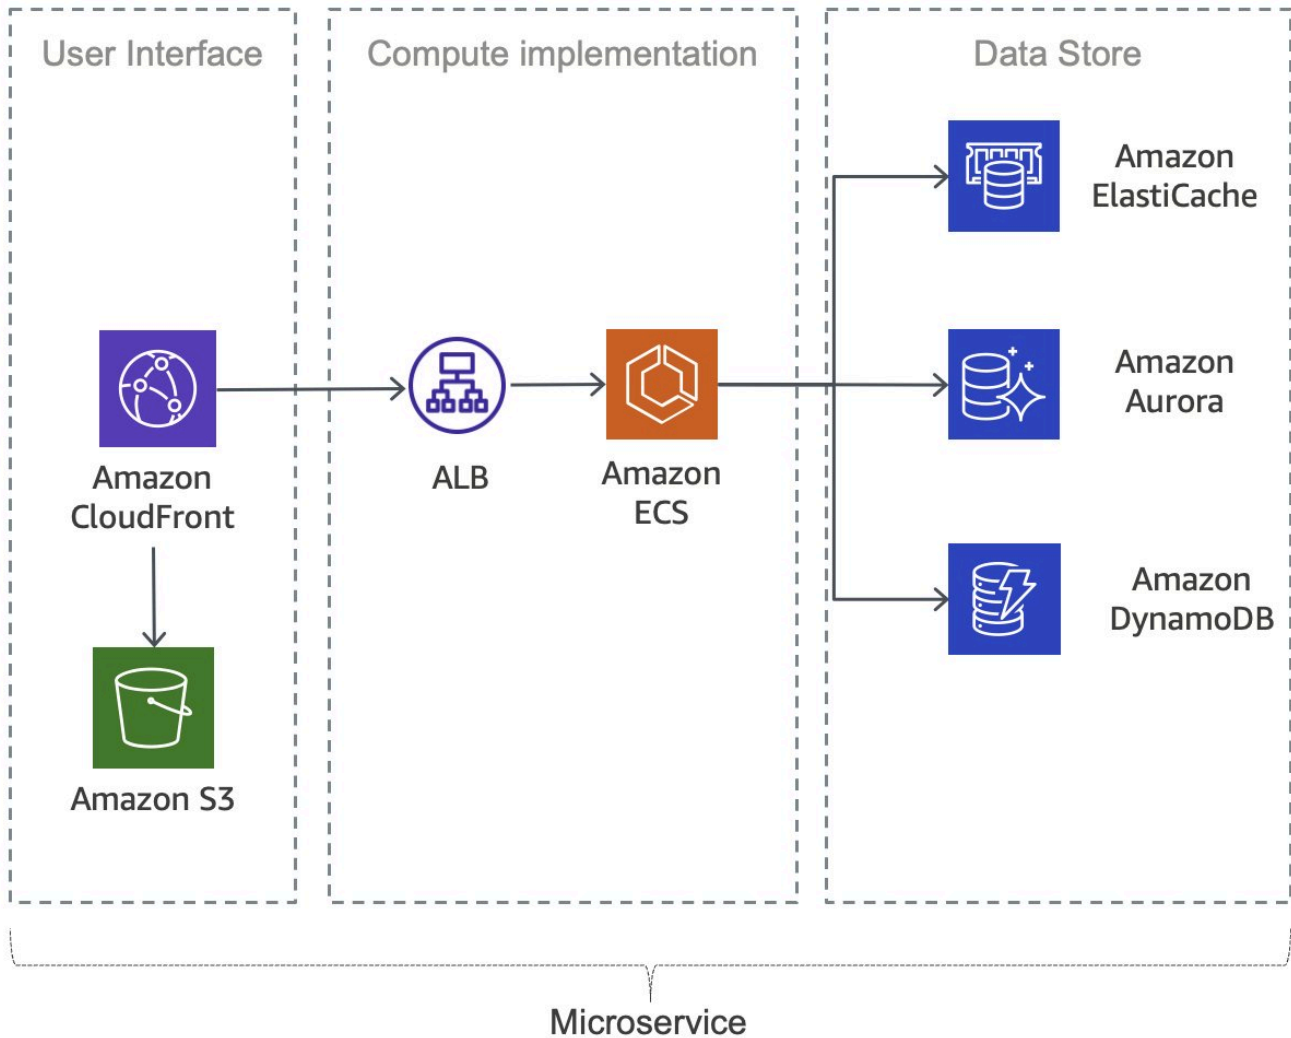 User Interface
Compute implementation
Data Store
Amazon
ElastiCache
Amazon
Aurora
Amazon
CloudFront
ALB
Amazon
ECS
Amazon
DynamoDB
Amazon S3
Microservice